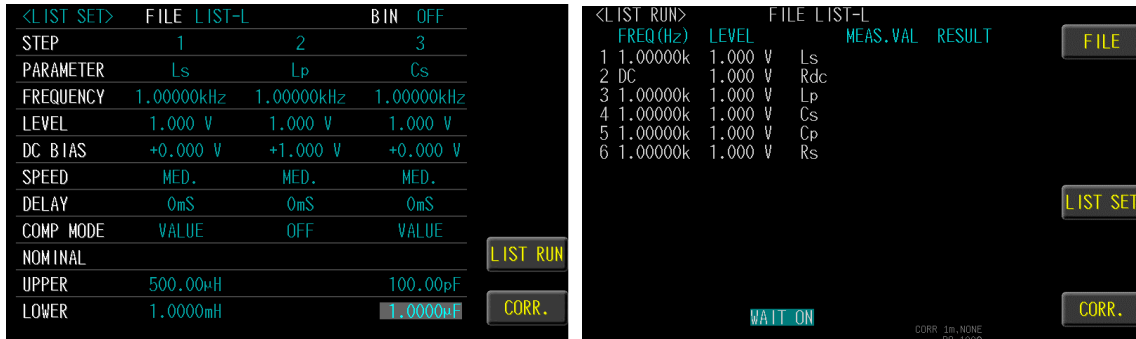 <LIST SET> FILE LIST-L BIN OFF
STEP 1 2 3
PARAMETER Ls Lp Cs
FREQUENCY 1.00000kHz 1.00000kHz 1.00000kHz
LEVEL 1.000 V 1.000 V 1.000 V
DC BIAS +0.000 V +1.000 V +0.000 V
SPEED MED. MED. MED.
DELAY 0mS 0mS 0mS
COMP MODE VALUE OFF VALUE
NOMINAL
LIST RUN
UPPER 500.00μH 100.00pF
LOWER 1.0000mH 1.0000μF
CORR.
<LIST RUN> FILE LIST-L
FILE
FREQ(Hz) LEVEL MEAS.VAL RESULT
1 1.00000k 1.000 V Ls
2 DC 1.000 V Rdc
3 1.00000k 1.000 V Lp
4 1.00000k 1.000 V Cs
5 1.00000k 1.000 V Cp
6 1.00000k 1.000 V Rs
LIST SET
CORR.
WAIT ON
CORR 1m,NONE